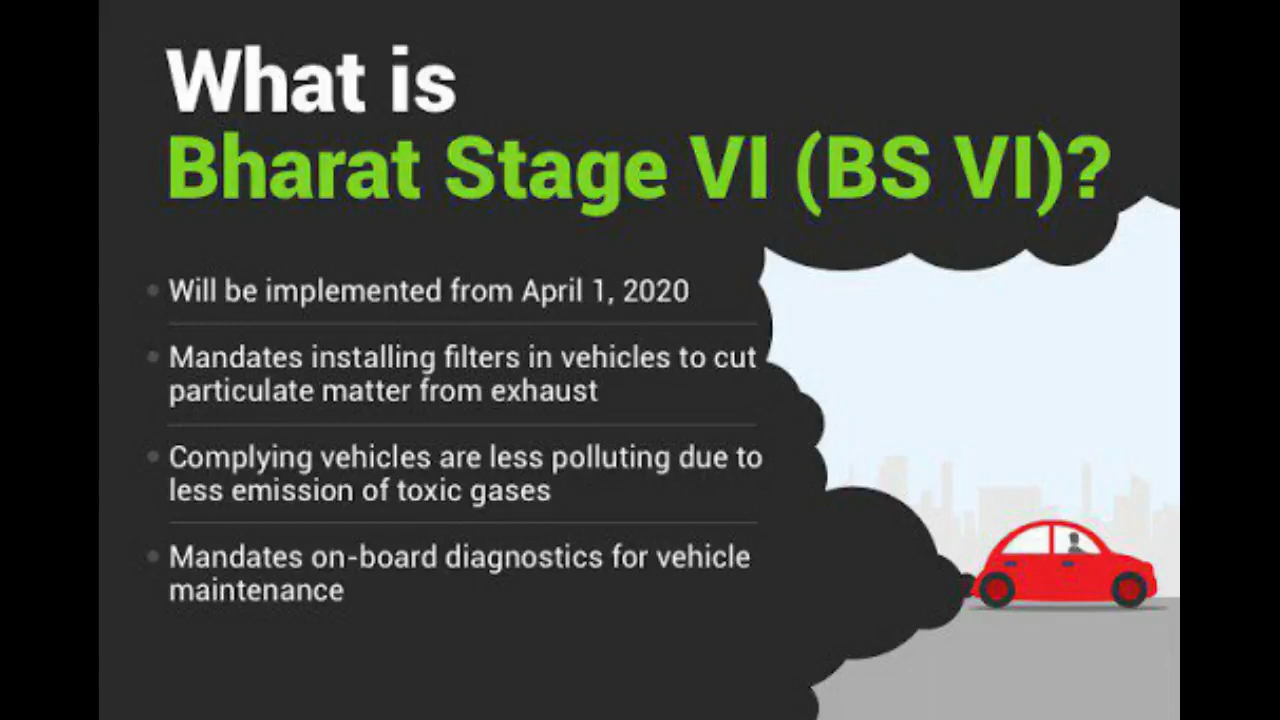 What is
Bharat Stage VI (BS VI)?
Will be implemented from April 1, 2020
Mandates installing filters in vehicles to cut
particulate matter from exhaust
Complying vehicles are less polluting due to
less emission of toxic gases
Mandates on-board diagnostics for vehicle
maintenance